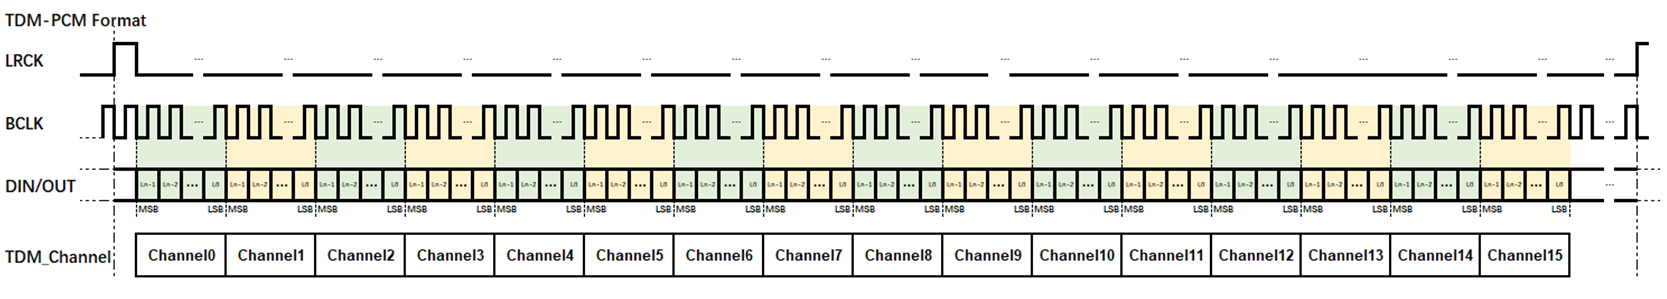 TDM-PCM Format
LRCK ... ... ... ... ... ... ... ... ... ... ... ... ... ... ... ... ...
BCLK ... ... ... ... ... ... ... ... ... ... ... ... ... ... ... ... ...
DIN/OUT Ln-1 Ln-2 ... L0 Ln-1 Ln-2 ... L0 Ln-1 Ln-2 ... L0 Ln-1 Ln-2 ... L0 Ln-1 Ln-2 ... L0 Ln-1 Ln-2 ... L0 Ln-1 Ln-2 ... L0 Ln-1 Ln-2 ... L0 Ln-1 Ln-2 ... L0 Ln-1 Ln-2 ... L0 Ln-1 Ln-2 ... L0 Ln-1 Ln-2 ... L0 Ln-1 Ln-2 ... L0 Ln-1 Ln-2 ... L0 Ln-1 Ln-2 ... L0 Ln-1 Ln-2 ... L0 ...
MSB LSB MSB LSB MSB LSB MSB LSB MSB LSB MSB LSB MSB LSB MSB LSB MSB LSB MSB LSB MSB LSB MSB LSB MSB LSB MSB LSB MSB LSB MSB LSB
TDM_Channel Channel0 Channel1 Channel2 Channel3 Channel4 Channel5 Channel6 Channel7 Channel8 Channel9 Channel10 Channel11 Channel12 Channel13 Channel14 Channel15